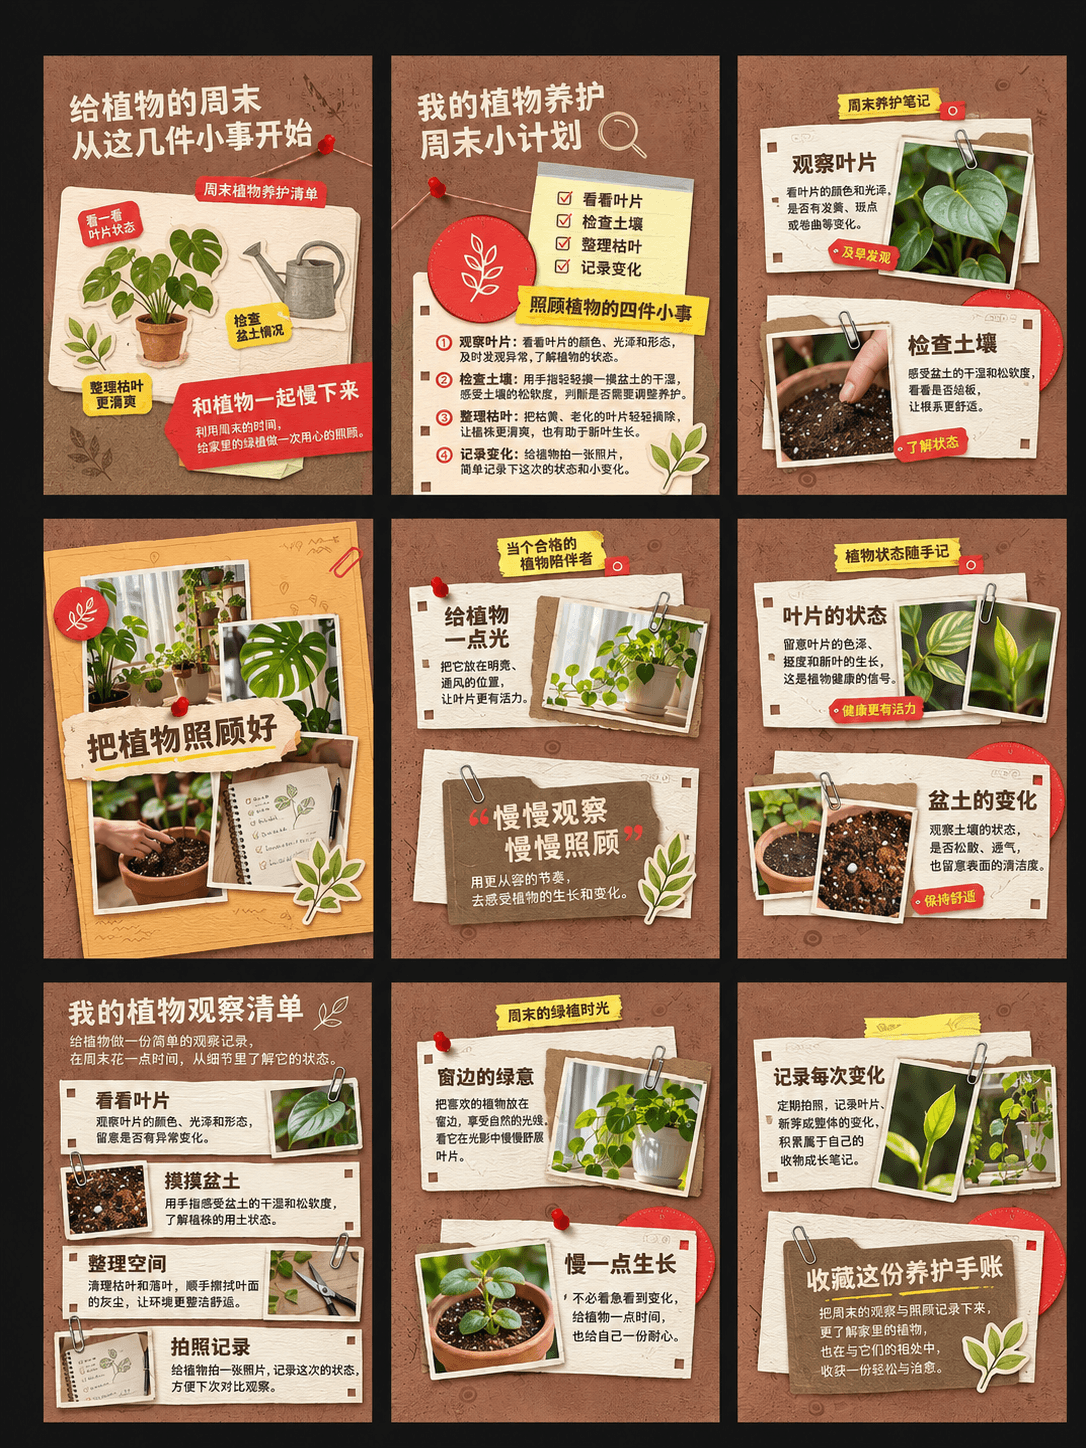 给植物的周末
从这几件小事开始
周末植物养护清单
看一看
叶片状态
检查
盆土情况
整理枯叶
更清爽
和植物一起慢下来
利用周末的时间,
给家里的绿植做一次用心的照顾。
我的植物养护
周末小计划
看看叶片
检查土壤
整理枯叶
记录变化
照顾植物的四件小事
1 观察叶片:看看叶片的颜色、光泽和形态,
及时发现异常,了解植物的状态。
2 检查土壤:用手指轻轻摸一摸盆土的干湿,
感受土壤的松软度,判断是否需要调整养护。
3 整理枯叶:把枯黄、老化的叶片轻轻摘除,
让植株更清爽,也有助于新叶生长。
4 记录变化:给植物拍一张照片,
简单记录下这次的状态和小变化。
周末养护笔记
观察叶片
看叶片的颜色和光泽,
是否有发黄、斑点
或卷曲等变化。
及早发现
检查土壤
感受盆土的干湿和松软度,
看看是否板结,
让根系更舒适。
了解状态
把植物照顾好
当个合格的
植物陪伴者
给植物
一点光
把它放在明亮、
通风的位置,
让叶片更有活力。
“慢慢观察
慢慢照顾”
用更从容的节奏,
去感受植物的生长和变化。
植物状态随手记
叶片的状态
留意叶片的色泽、
挺度和新叶的生长,
这是植物健康的信号。
健康更有活力
盆土的变化
观察土壤的状态,
是否松散、透气,
也留意表面的清洁度。
保持舒适
我的植物观察清单
给植物做一份简单的观察记录,
在周末花一点时间,从细节里了解它的状态。
看看叶片
观察叶片的颜色、光泽和形态,
留意是否有异常变化。
摸摸盆土
用手指感受盆土的干湿和松软度,
了解植株的用土状态。
整理空间
清理枯叶和落叶,顺手擦拭叶面
的灰尘,让环境更整洁舒适。
拍照记录
给植物拍一张照片,记录这次的状态,
方便下次对比观察。
周末的绿植时光
窗边的绿意
把喜欢的植物放在
窗边,享受自然的光线,
看它在光影中慢慢舒展
叶片。
慢一点生长
不必着急看到变化,
给植物一点时间,
也给自己一份耐心。
记录每次变化
定期拍照,记录叶片、
新芽或整体的变化,
积累属于自己的
植物成长笔记。
收藏这份养护手账
把周末的观察与照顾记录下来,
更了解家里的植物,
也在与它们的相处中,
收获一份轻松与治愈。